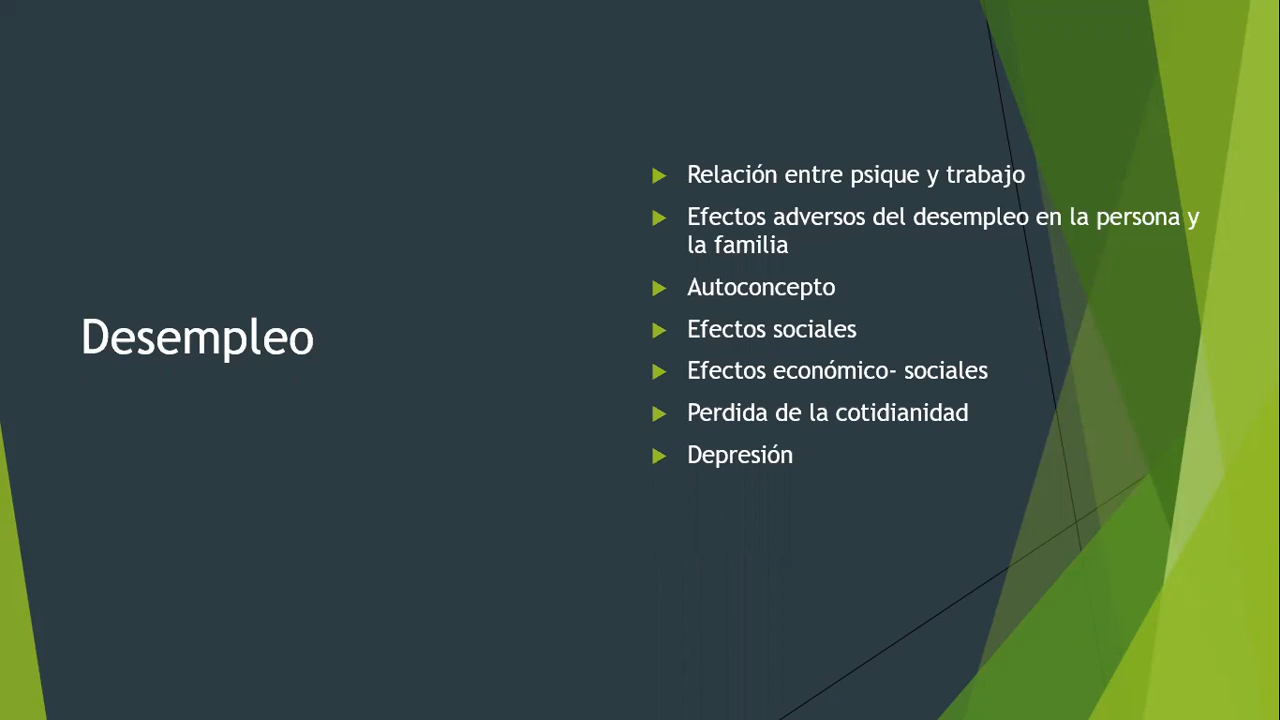 Desempleo
Relación entre psique y trabajo
Efectos adversos del desempleo en la persona y
la familia
Autoconcepto
Efectos sociales
Efectos económico- sociales
Perdida de la cotidianidad
Depresión